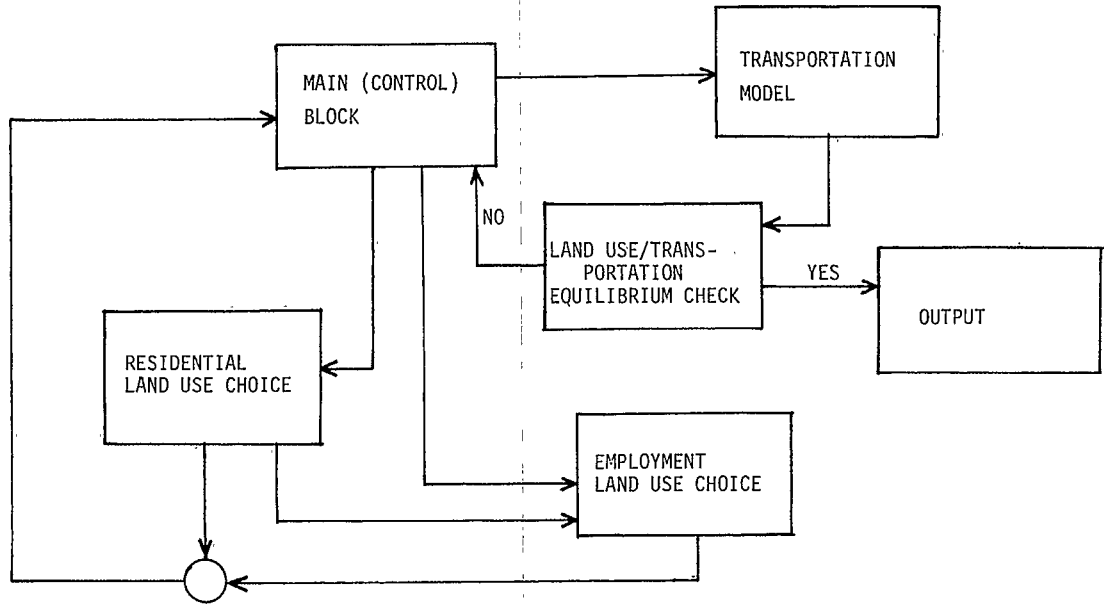 MAIN (CONTROL)
BLOCK
TRANSPORTATION
MODEL
NO
LAND USE/TRANS-
PORTATION
EQUILIBRIUM CHECK
YES
OUTPUT
RESIDENTIAL
LAND USE CHOICE
EMPLOYMENT
LAND USE CHOICE